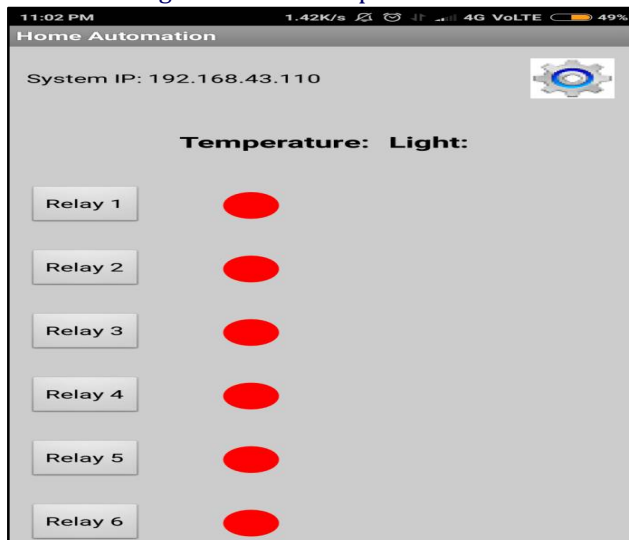 11:02 PM 1.42K/s 4G VoLTE 49%
Home Automation
System IP: 192.168.43.110
Temperature: Light:
Relay 1
Relay 2
Relay 3
Relay 4
Relay 5
Relay 6